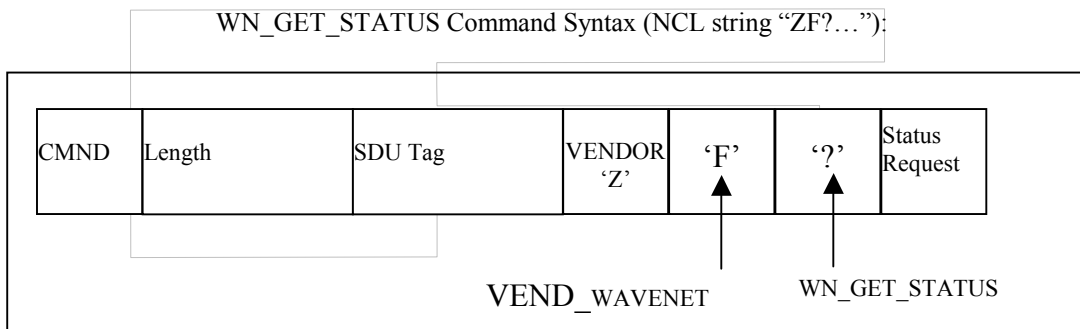 WN_GET_STATUS Command Syntax (NCL string “ZF?…”):
CMND
Length
SDU Tag
VENDOR
‘Z’
‘F’
‘?’
Status
Request
VEND_WAVENET
WN_GET_STATUS